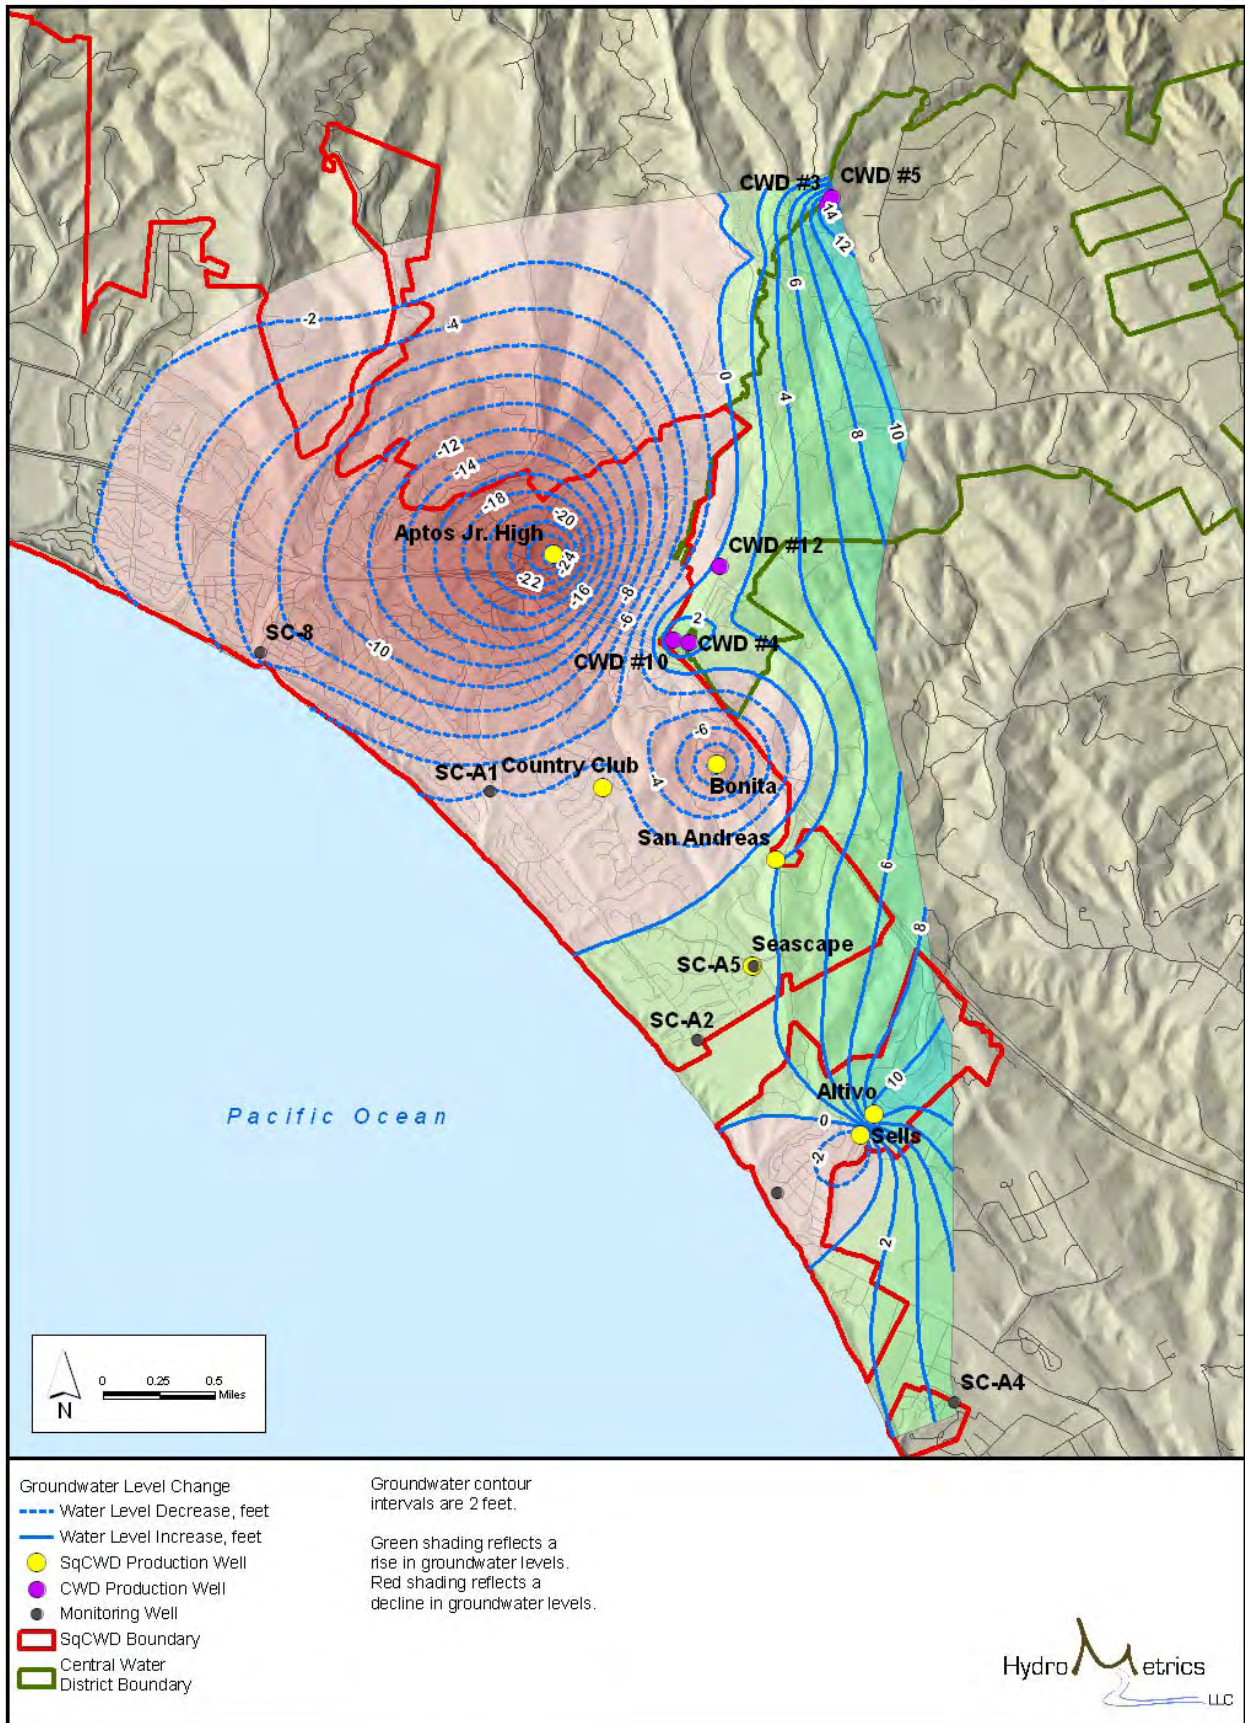 CWD #3
CWD #5
14
12
6
-2
-4
0
4
8
10
-12
-14
-18
-20
Aptos Jr. High
-24
-22
-16
-8
-6
CWD #12
2
SC-8
-10
CWD #10
CWD #4
-6
SC-A1
Country Club
-4
Bonita
San Andreas
6
8
Seascape
SC-A5
SC-A2
10
Altivo
0
Sells
-2
Pacific Ocean
2
SC-A4
N
0 0.25 0.5
Miles
Groundwater Level Change
Water Level Decrease, feet
Water Level Increase, feet
SqCWD Production Well
CWD Production Well
Monitoring Well
SqCWD Boundary
Central Water
District Boundary
Groundwater contour
intervals are 2 feet.
Green shading reflects a
rise in groundwater levels.
Red shading reflects a
decline in groundwater levels.
HydroMetrics
LLC